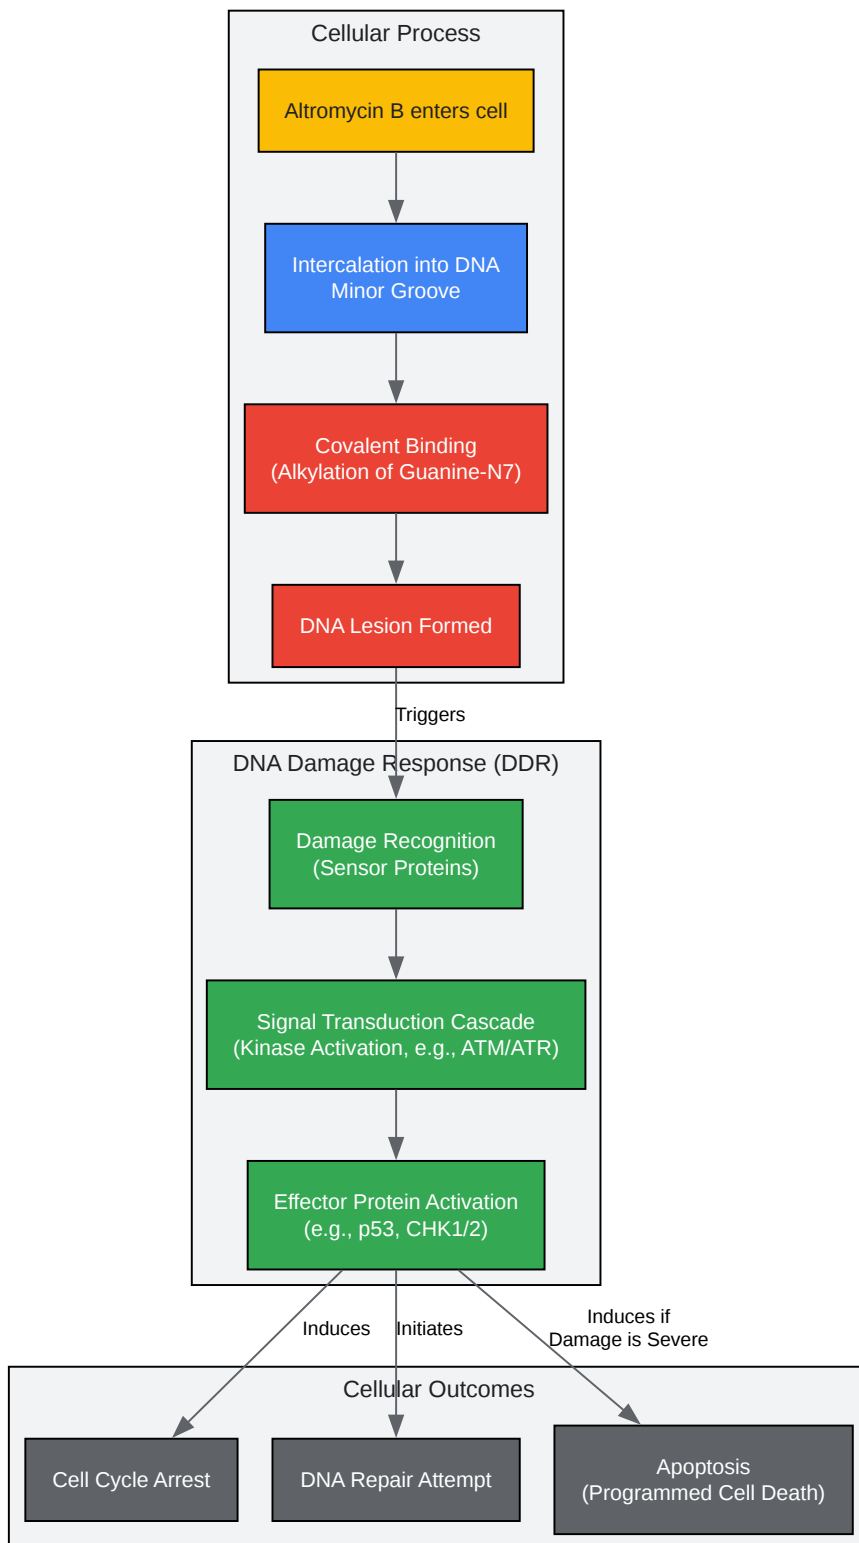 Cellular Process
Altromycin B enters cell
Intercalation into DNA
Minor Groove
Covalent Binding
(Alkylation of Guanine-N7)
DNA Lesion Formed
Triggers
DNA Damage Response (DDR)
Damage Recognition
(Sensor Proteins)
Signal Transduction Cascade
(Kinase Activation, e.g., ATM/ATR)
Effector Protein Activation
(e.g., p53, CHK1/2)
Induces
Initiates
Induces if
Damage is Severe
Cellular Outcomes
Cell Cycle Arrest
DNA Repair Attempt
Apoptosis
(Programmed Cell Death)